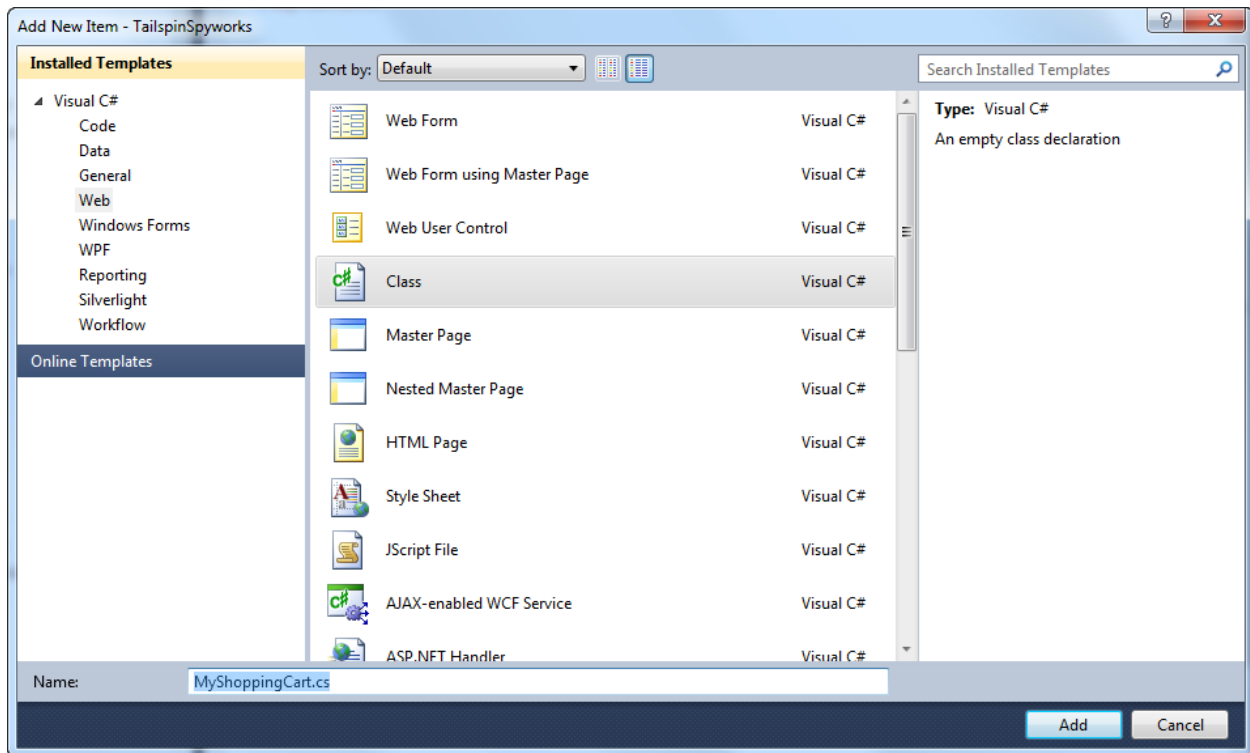 Add New Item - TailspinSpyworks
Installed Templates
Visual C#
Code
Data
General
Web
Windows Forms
WPF
Reporting
Silverlight
Workflow
Online Templates
Sort by: Default
Web Form Visual C#
Web Form using Master Page Visual C#
Web User Control Visual C#
Class Visual C#
Master Page Visual C#
Nested Master Page Visual C#
HTML Page Visual C#
Style Sheet Visual C#
JScript File Visual C#
AJAX-enabled WCF Service Visual C#
ASP.NET Handler Visual C#
Search Installed Templates
Type: Visual C#
An empty class declaration
Name: MyShoppingCart.cs
Add Cancel